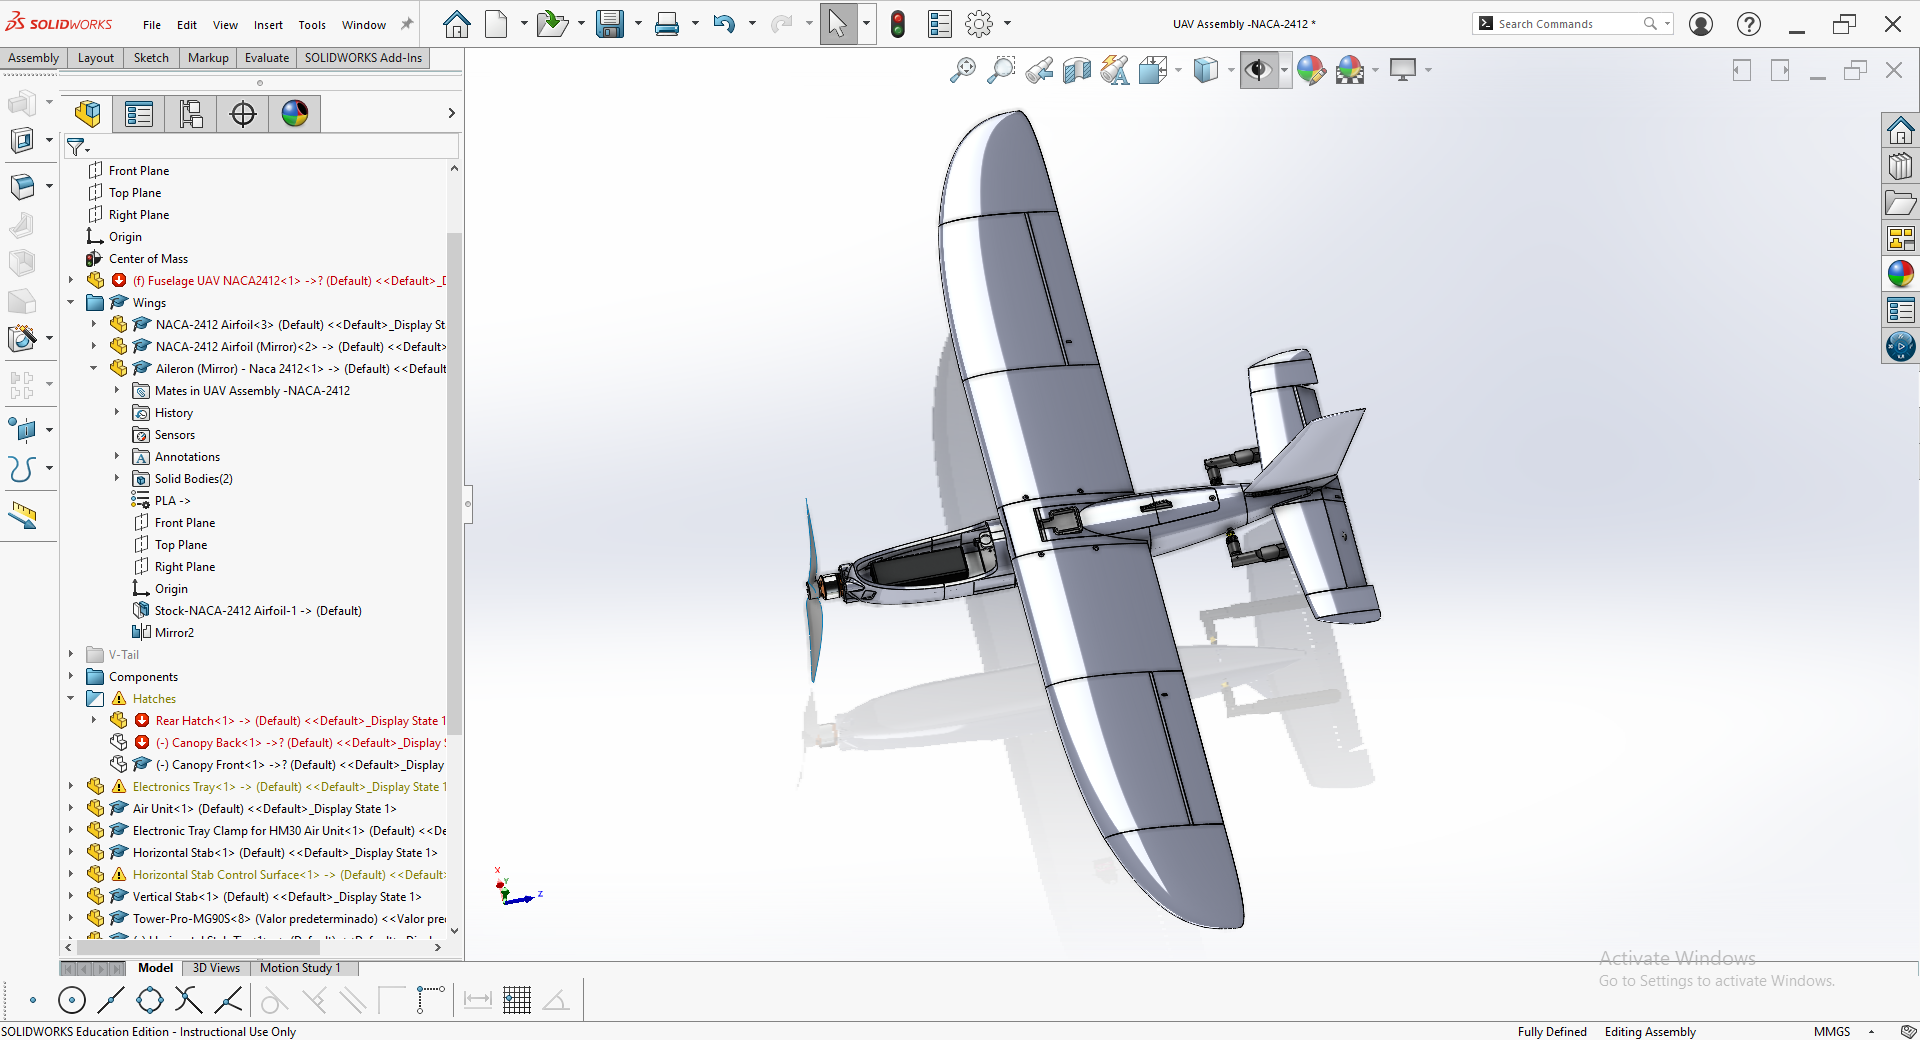 SOLIDWORKS
File Edit View Insert Tools Window
UAV Assembly -NACA-2412 *
Search Commands
Assembly Layout Sketch Markup Evaluate SOLIDWORKS Add-Ins
Front Plane
Top Plane
Right Plane
Origin
Center of Mass
(f) Fuselage UAV NACA2412<1> ->? (Default) <<Default>_D
Wings
NACA-2412 Airfoil<3> (Default) <<Default>_Display St
NACA-2412 Airfoil (Mirror)<2> -> (Default) <<Default>
Aileron (Mirror) - Naca 2412<1> -> (Default) <<Default
Mates in UAV Assembly -NACA-2412
History
Sensors
Annotations
Solid Bodies(2)
PLA ->
Front Plane
Top Plane
Right Plane
Origin
Stock-NACA-2412 Airfoil-1 -> (Default)
Mirror2
V-Tail
Components
Hatches
Rear Hatch<1> -> (Default) <<Default>_Display State 1
(-) Canopy Back<1> ->? (Default) <<Default>_Display S
(-) Canopy Front<1> ->? (Default) <<Default>_Display
Electronics Tray<1> -> (Default) <<Default>_Display State 1
Air Unit<1> (Default) <<Default>_Display State 1>
Electronic Tray Clamp for HM30 Air Unit<1> (Default) <<De
Horizontal Stab<1> (Default) <<Default>_Display State 1>
Horizontal Stab Control Surface<1> -> (Default) <<Default>
Vertical Stab<1> (Default) <<Default>_Display State 1>
Tower-Pro-MG90S<8> (Valor predeterminado) <<Valor pre
X
Y
Z
Model 3D Views Motion Study 1
Activate Windows
Go to Settings to activate Windows.
SOLIDWORKS Education Edition - Instructional Use Only
Fully Defined Editing Assembly MMGS